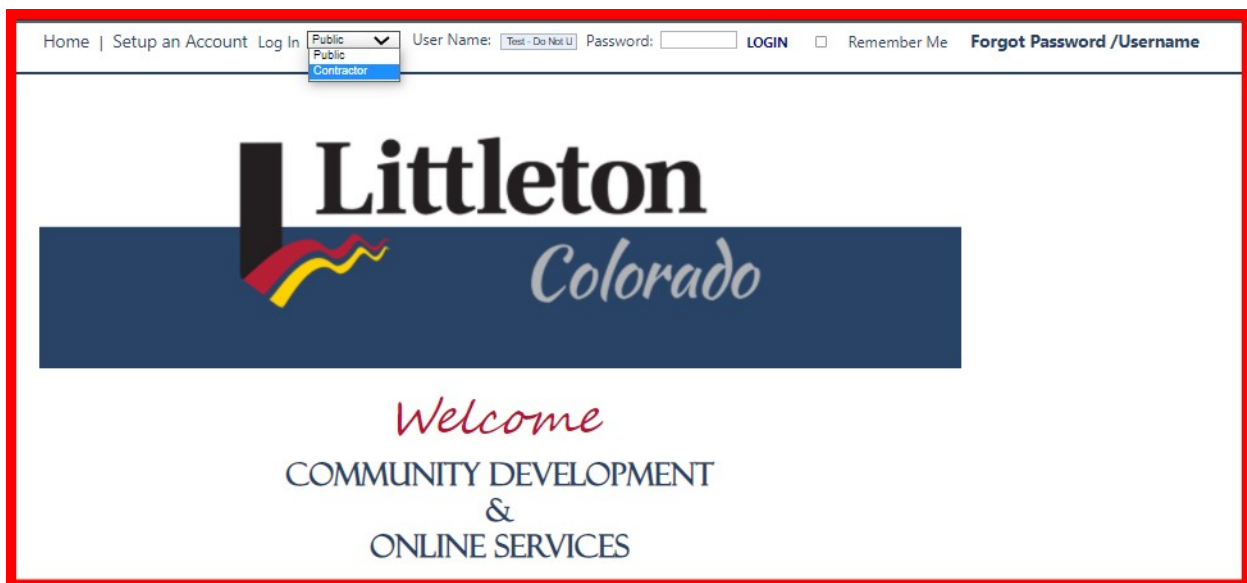 Home | Setup an Account Log In Public User Name: Test - Do Not U Password: LOGIN Remember Me Forgot Password /Username
Public
Contractor
Littleton
Colorado
Welcome
COMMUNITY DEVELOPMENT
&
ONLINE SERVICES